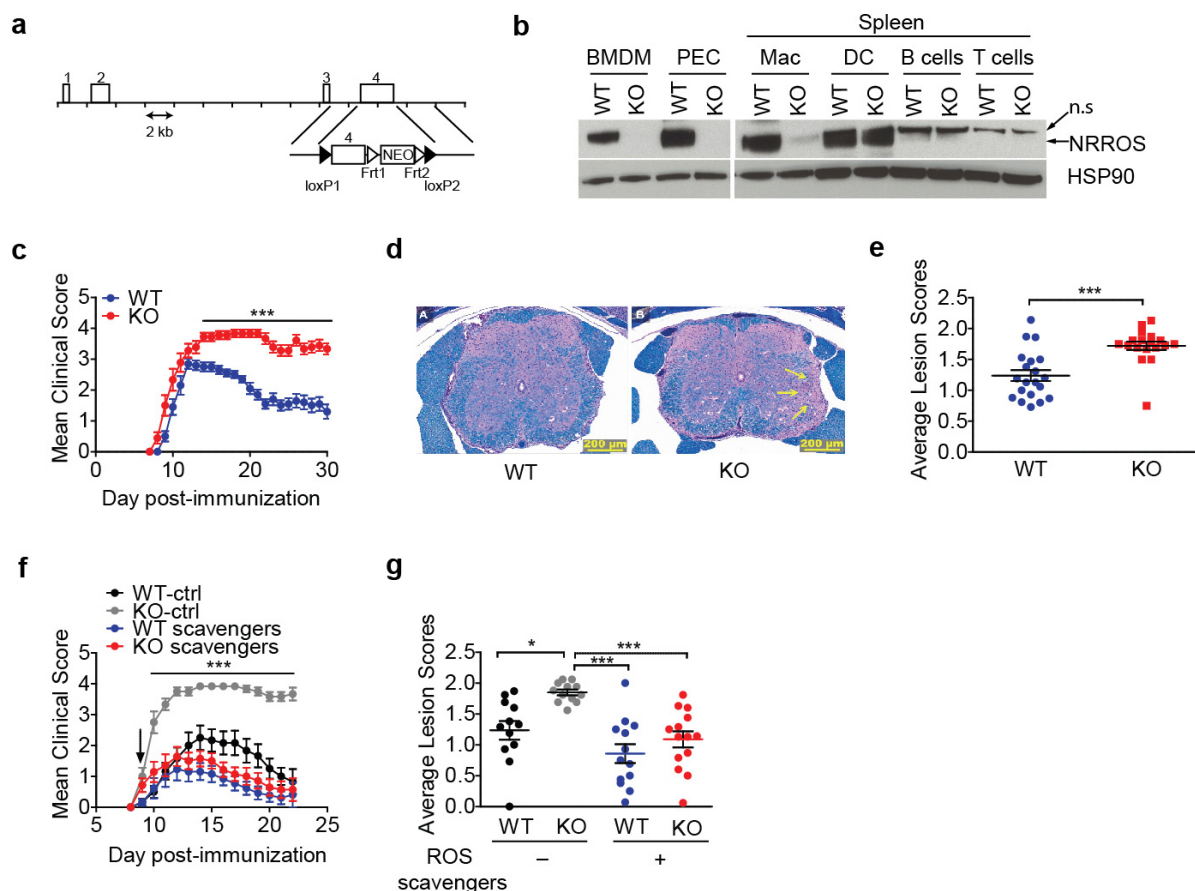 a
1 2 3 4
2 kb
4 NEO
Frt1 Frt2
loxP1 loxP2
b
Spleen
BMDM PEC Mac DC B cells T cells
WT KO WT KO WT KO WT KO WT KO WT KO
n.s
NRROS
HSP90
c
WT
KO
***
Mean Clinical Score
5
4
3
2
1
0
0 10 20 30
Day post-immunization
d
A B
200 µm 200 µm
WT KO
e
***
Average Lesion Scores
2.5
2.0
1.5
1.0
0.5
0.0
WT KO
f
WT-ctrl
KO-ctrl
WT scavengers
KO scavengers
***
Mean Clinical Score
5
4
3
2
1
0
5 10 15 20 25
Day post-immunization
g
* *** ***
Average Lesion Scores
2.5
2.0
1.5
1.0
0.5
0.0
WT KO WT KO
ROS
scavengers
– +